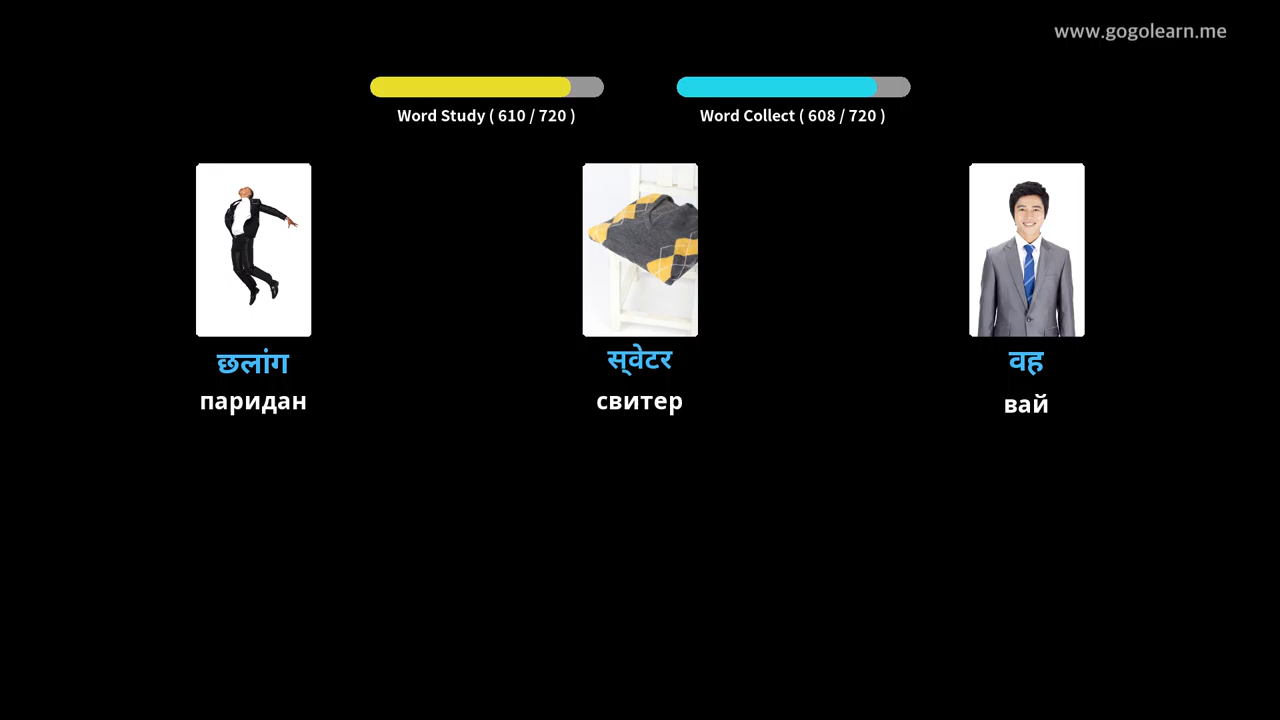 www.gogolearn.me
Word Study ( 610 / 720 )
Word Collect ( 608 / 720 )
छलांग
स्वेटर
वह
паридан
свитер
вай